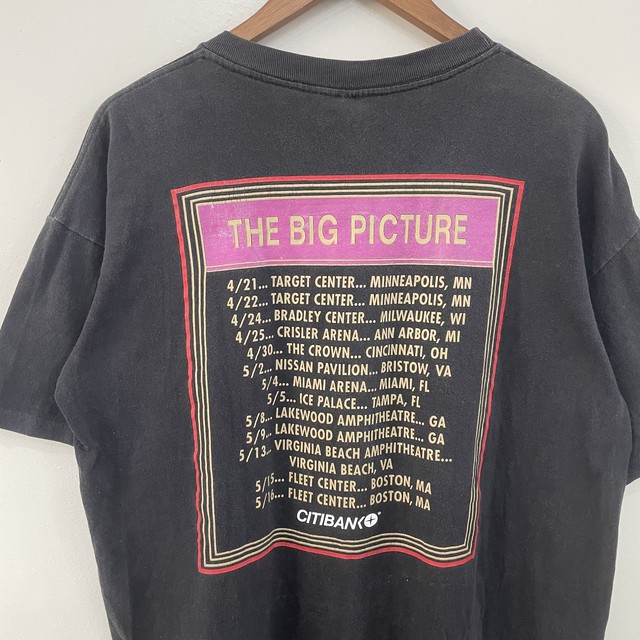 THE BIG PICTURE
4/21... TARGET CENTER... MINNEAPOLIS, MN
4/22... TARGET CENTER... MINNEAPOLIS, MN
4/24... BRADLEY CENTER... MILWAUKEE, WI
4/25... CRISLER ARENA... ANN ARBOR, MI
4/30... THE CROWN... CINCINNATI, OH
5/2... NISSAN PAVILION... BRISTOW, VA
5/4... MIAMI ARENA... MIAMI, FL
5/5... ICE PALACE... TAMPA, FL
5/8... LAKEWOOD AMPHITHEATRE... GA
5/9... LAKEWOOD AMPHITHEATRE... GA
5/13... VIRGINIA BEACH AMPHITHEATRE...
VIRGINIA BEACH, VA
5/15... FLEET CENTER... BOSTON, MA
5/16... FLEET CENTER... BOSTON, MA
CITIBANK